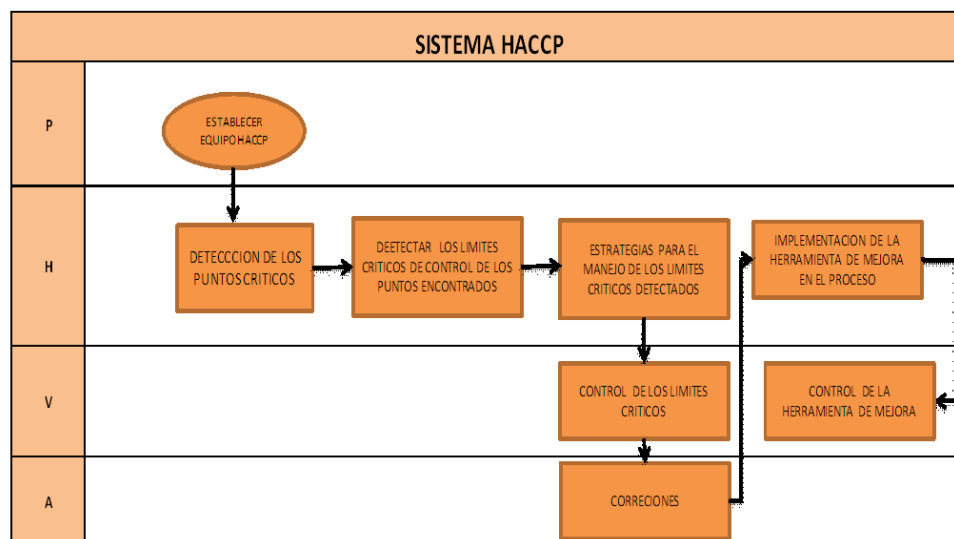 SISTEMA HACCP
P
ESTABLECER
EQUIPO HACCP
H
DETECCCION DE LOS
PUNTOS CRITICOS
DEETECTAR LOS LIMITES
CRITICOS DE CONTROL DE LOS
PUNTOS ENCONTRADOS
ESTRATEGIAS PARA EL
MANEJO DE LOS LIMITES
CRITICOS DETECTADOS
IMPLEMENTACION DE LA
HERRAMIENTA DE MEJORA
EN EL PROCESO
V
CONTROL DE LOS LIMITES
CRITICOS
CONTROL DE LA
HERRAMIENTA DE MEJORA
A
CORRECIONES